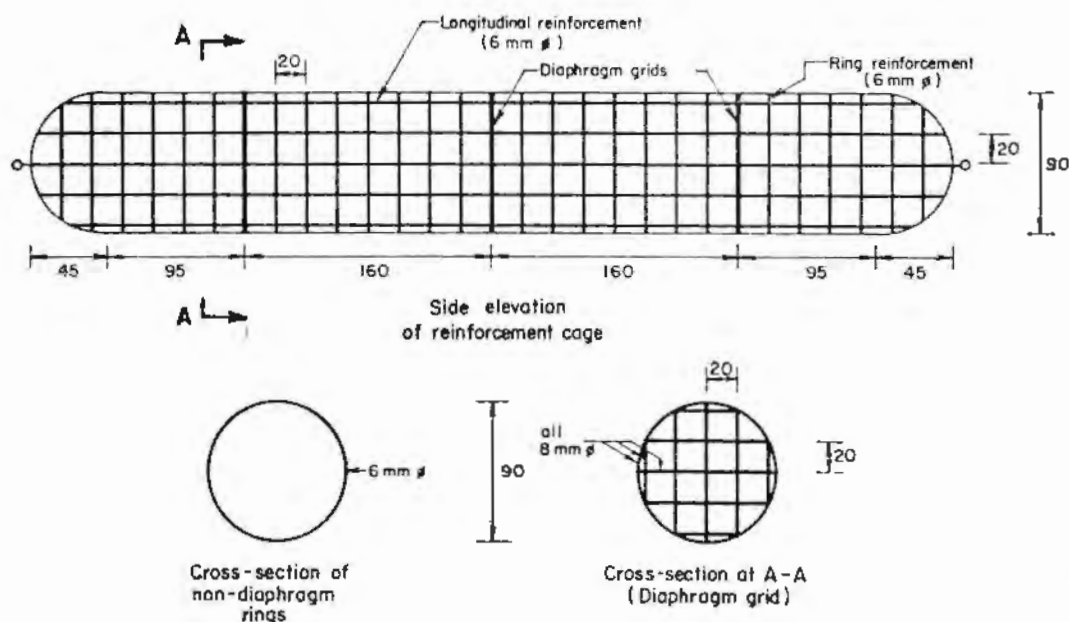 Longitudinal reinforcement
(6 mm ø)
A
20
Diaphragm grids
Ring reinforcement
(6 mm ø)
20
90
45
95
160
160
95
45
A
Side elevation
of reinforcement cage
20
all
8 mm ø
6 mm ø
90
20
Cross-section of
non-diaphragm
rings
Cross-section at A-A
(Diaphragm grid)